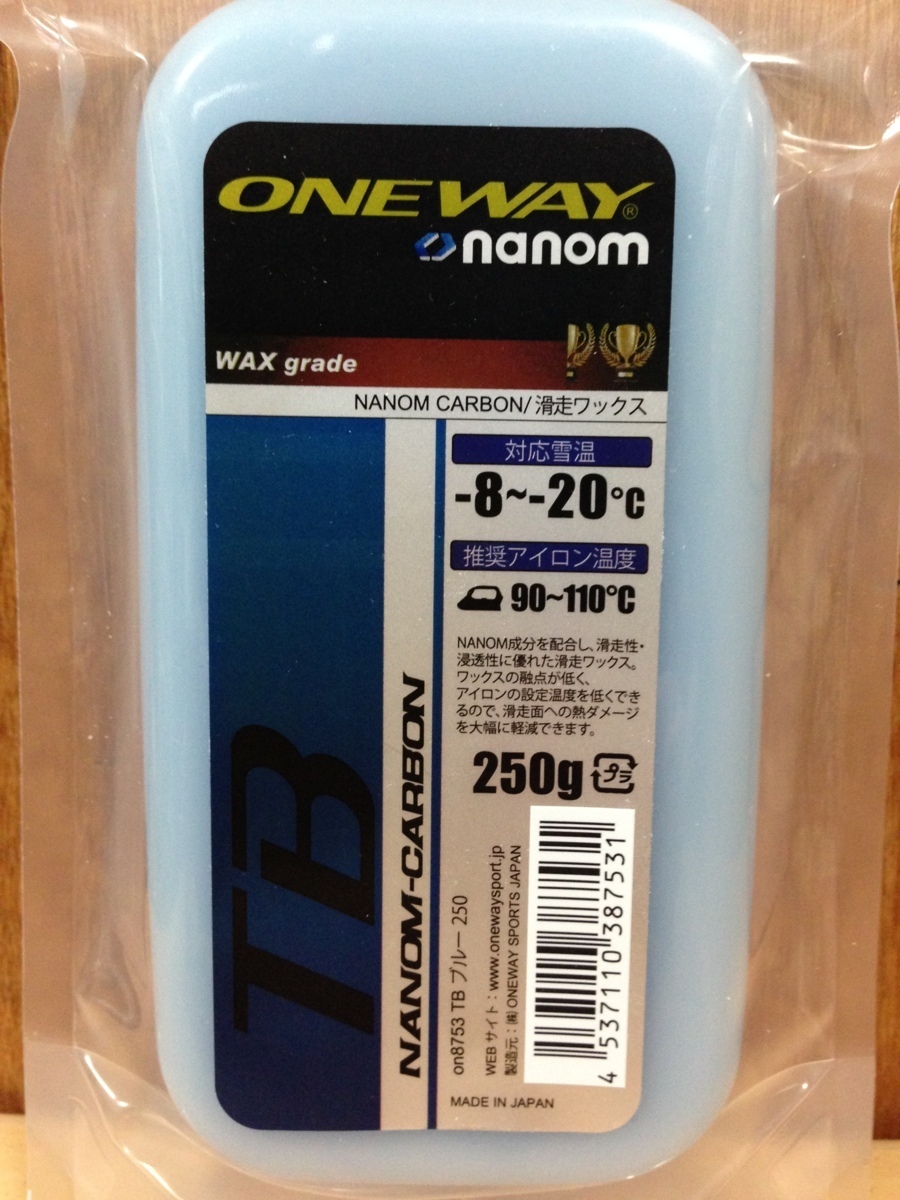 ONE WAY®
nanom
WAX grade
NANOM CARBON/滑走ワックス
対応雪温
-8~-20℃
推奨アイロン温度
90~110℃
NANOM成分を配合し、滑走性・
浸透性に優れた滑走ワックス。
ワックスの融点が低く、
アイロンの設定温度を低くでき
るので、滑走面への熱ダメージ
を大幅に軽減できます。
250g
プラ
TB
NANOM-CARBON
on8753 TB ブルー 250
WEB サイト：www.onewaysport.jp
製造元：㈱ ONEWAY SPORTS JAPAN
4 537110 387531
MADE IN JAPAN